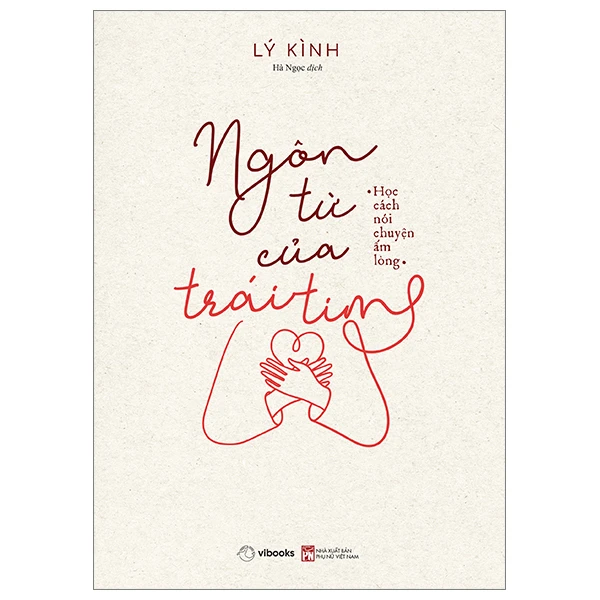 LÝ KÌNH
Hà Ngọc dịch
Ngôn
từ
của
trái tim
• Học
cách
nói
chuyện
ấm
lòng •
vibooks
PN
NHÀ XUẤT BẢN
PHỤ NỮ VIỆT NAM